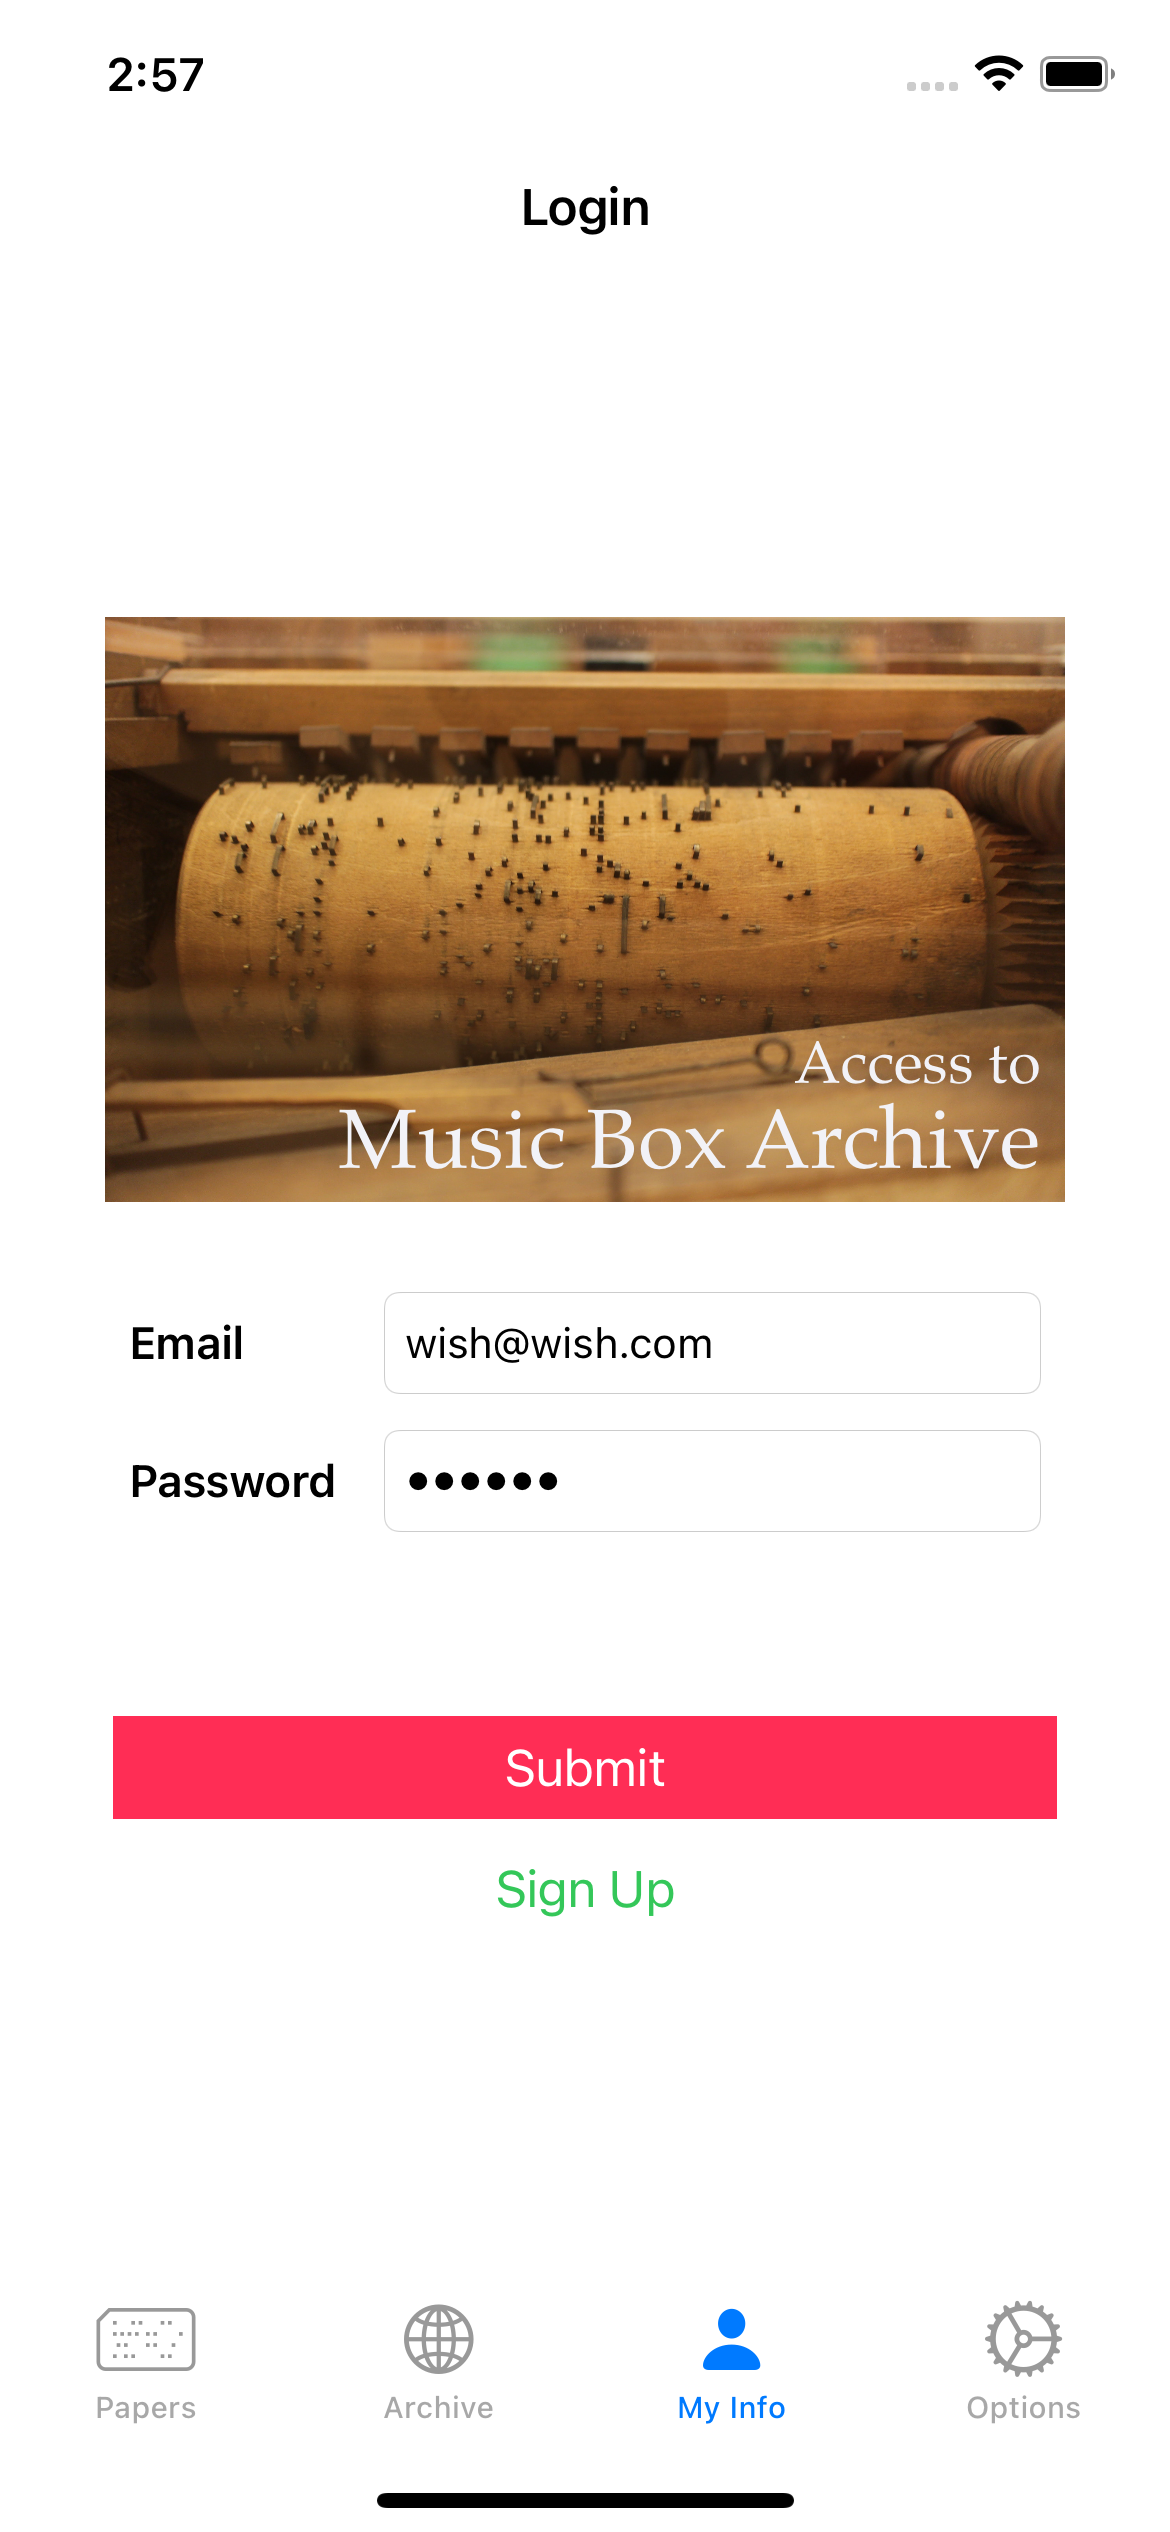 2:57
Login
Access to
Music Box Archive
Email
wish@wish.com
Password
••••••
Submit
Sign Up
Papers
Archive
My Info
Options